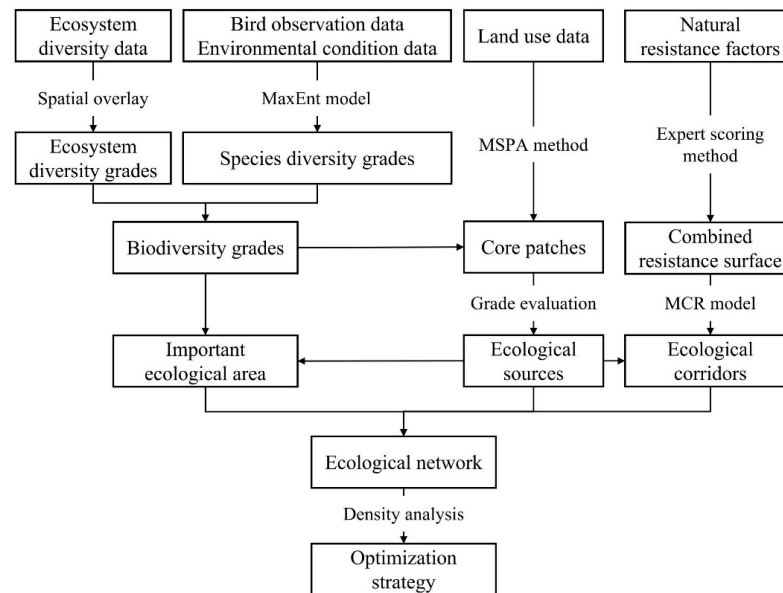 Ecosystem
diversity data
Bird observation data
Environmental condition data
Land use data
Natural
resistance factors
Spatial overlay
MaxEnt model
MSPA method
Expert scoring
method
Ecosystem
diversity grades
Species diversity grades
Biodiversity grades
Core patches
Combined
resistance surface
Grade evaluation
MCR model
Important
ecological area
Ecological
sources
Ecological
corridors
Ecological network
Density analysis
Optimization
strategy